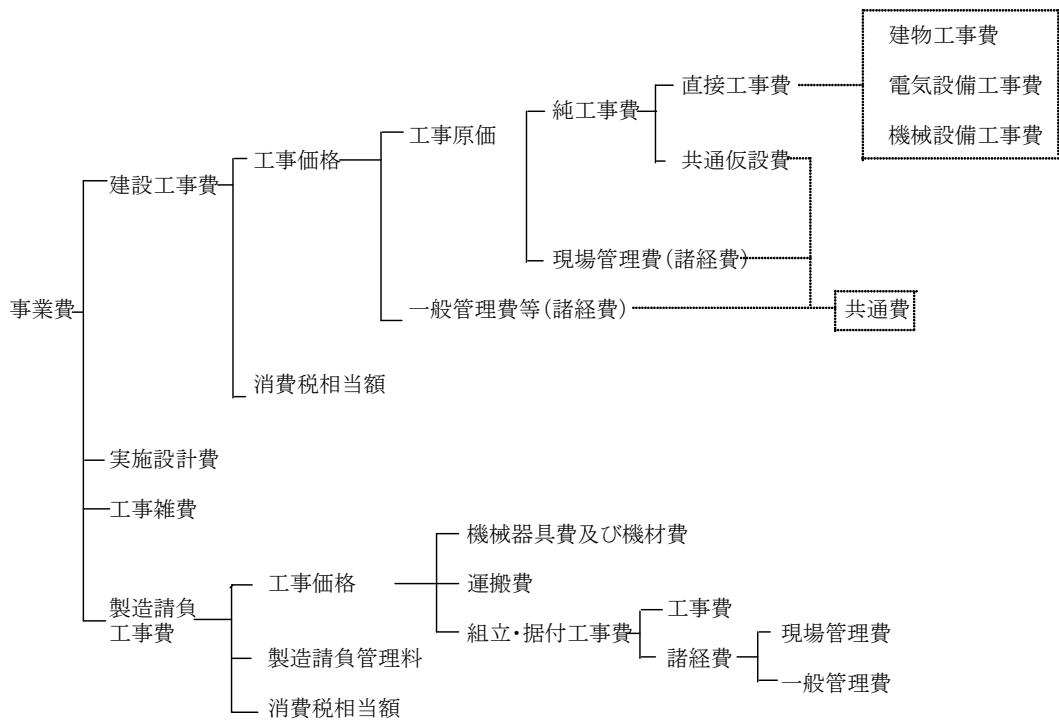 建物工事費
直接工事費
電気設備工事費
純工事費
工事原価
機械設備工事費
工事価格
共通仮設費
建設工事費
現場管理費(諸経費)
事業費
一般管理費等(諸経費)
共通費
消費税相当額
実施設計費
工事雑費
機械器具費及び機材費
工事価格
運搬費
製造請負
工事費
工事費
組立・据付工事費
現場管理費
製造請負管理料
諸経費
一般管理費
消費税相当額